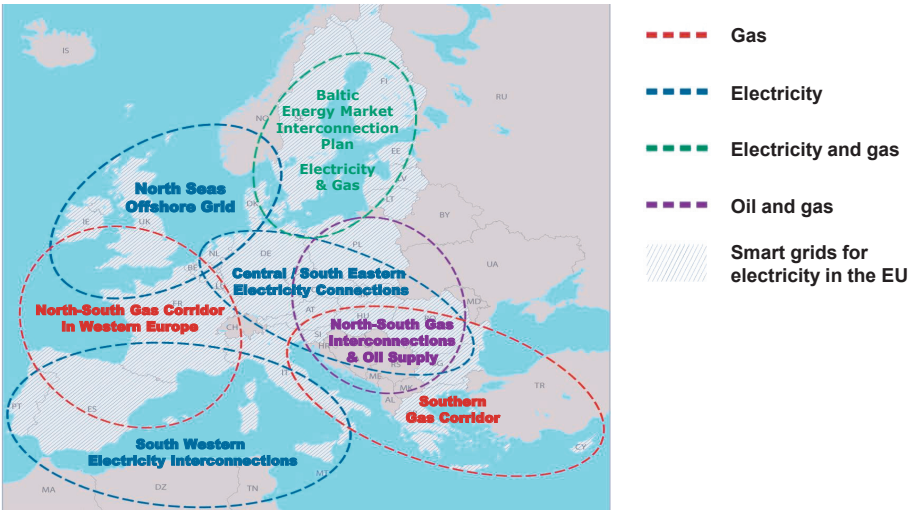 IS
Baltic
Energy Market
Interconnection
Plan
Electricity
& Gas
FI
NO
SE
RU
EE
LV
LT
DK
North Seas
Offshore Grid
IE
UK
BY
NL
DE
PL
BE
LU
UA
Central / South Eastern
Electricity Connections
FR
North-South Gas Corridor
in Western Europe
CH
AT
HU
MD
RO
North-South Gas
Interconnections
& Oil Supply
SI
HR
RS
BG
IT
ME
MK
AL
TR
Southern
Gas Corridor
PT
ES
CY
South Western
Electricity Interconnections
MT
MA
DZ
TN
Gas
Electricity
Electricity and gas
Oil and gas
Smart grids for
electricity in the EU